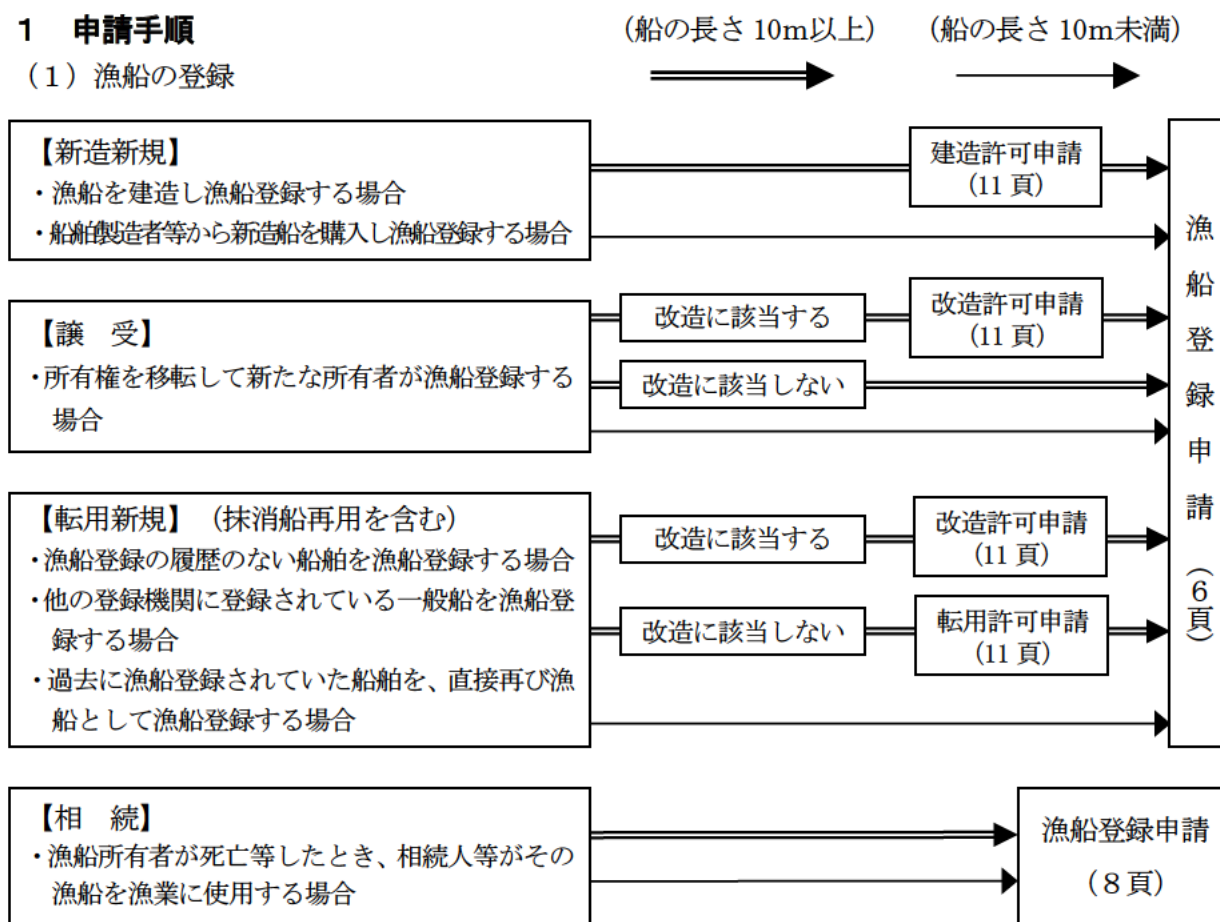 1 申請手順
(船の長さ 10m以上) (船の長さ 10m未満)
(1)漁船の登録
【新造新規】
・漁船を建造し漁船登録する場合
・船舶製造者等から新造船を購入し漁船登録する場合
建造許可申請
(11 頁)
【譲 受】
・所有権を移転して新たな所有者が漁船登録する
場合
改造に該当する
改造許可申請
(11 頁)
改造に該当しない
【転用新規】(抹消船再用を含む)
・漁船登録の履歴のない船舶を漁船登録する場合
・他の登録機関に登録されている一般船を漁船登
録する場合
・過去に漁船登録されていた船舶を、直接再び漁
船として漁船登録する場合
改造に該当する
改造許可申請
(11 頁)
改造に該当しない
転用許可申請
(11 頁)
漁船登録申請(6頁)
【相 続】
・漁船所有者が死亡等したとき、相続人等がその
漁船を漁業に使用する場合
漁船登録申請
(8頁)